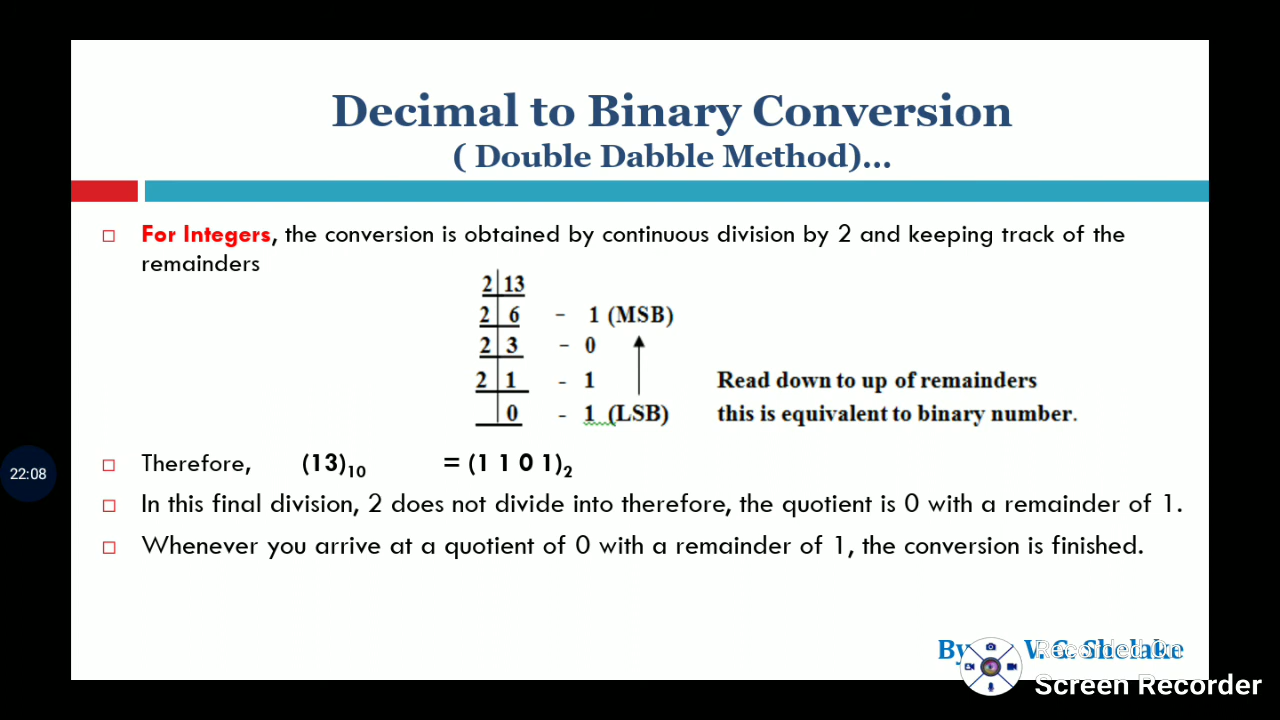 Decimal to Binary Conversion
( Double Dabble Method)...
□ For Integers, the conversion is obtained by continuous division by 2 and keeping track of the
remainders
2 13
2 6 - 1 (MSB)
2 3 - 0
2 1 - 1 Read down to up of remainders
0 - 1 (LSB) this is equivalent to binary number.
22:08
□ Therefore, (13)10 = (1 1 0 1)2
□ In this final division, 2 does not divide into therefore, the quotient is 0 with a remainder of 1.
□ Whenever you arrive at a quotient of 0 with a remainder of 1, the conversion is finished.
By V. G. Shelake
Recorded On
Screen Recorder